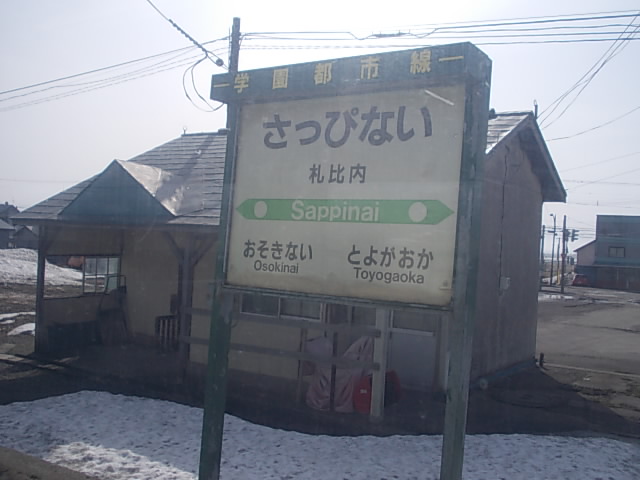 学園都市線
さっぴない
札比内
Sappinai
おそきない とよがおか
Osokinai Toyogaoka